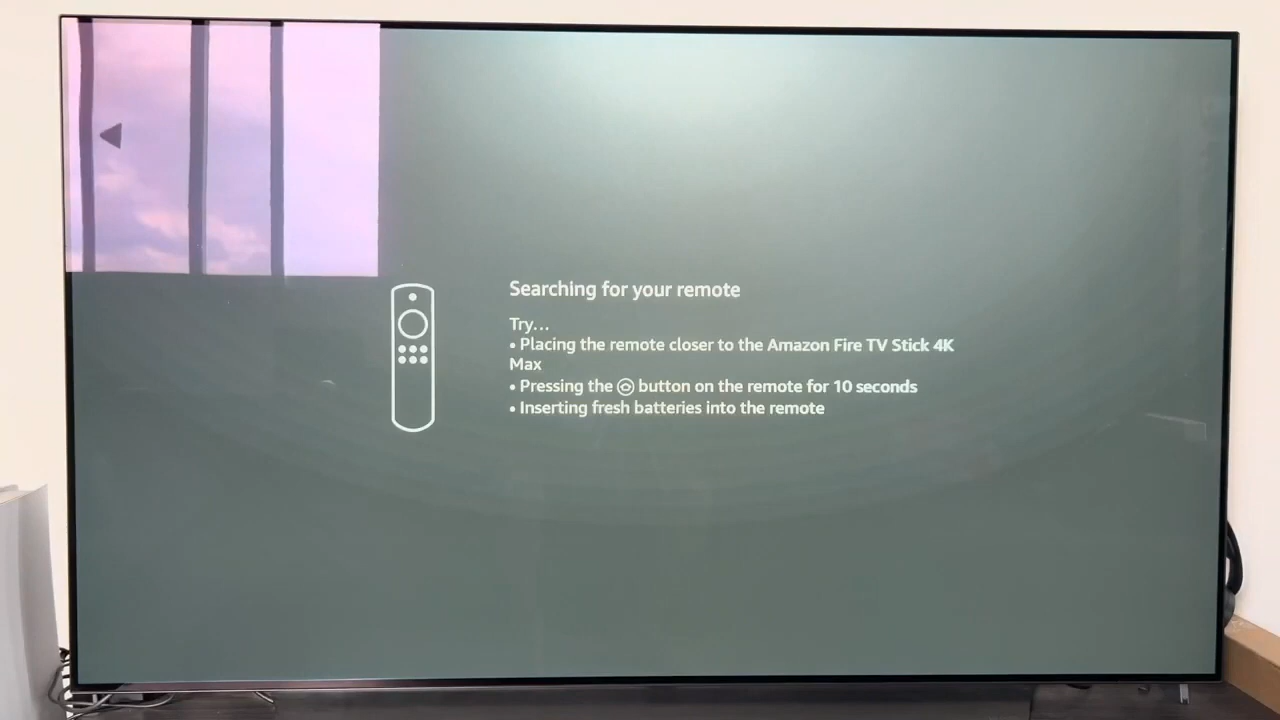 Searching for your remote
Try...
• Placing the remote closer to the Amazon Fire TV Stick 4K
Max
• Pressing the button on the remote for 10 seconds
• Inserting fresh batteries into the remote